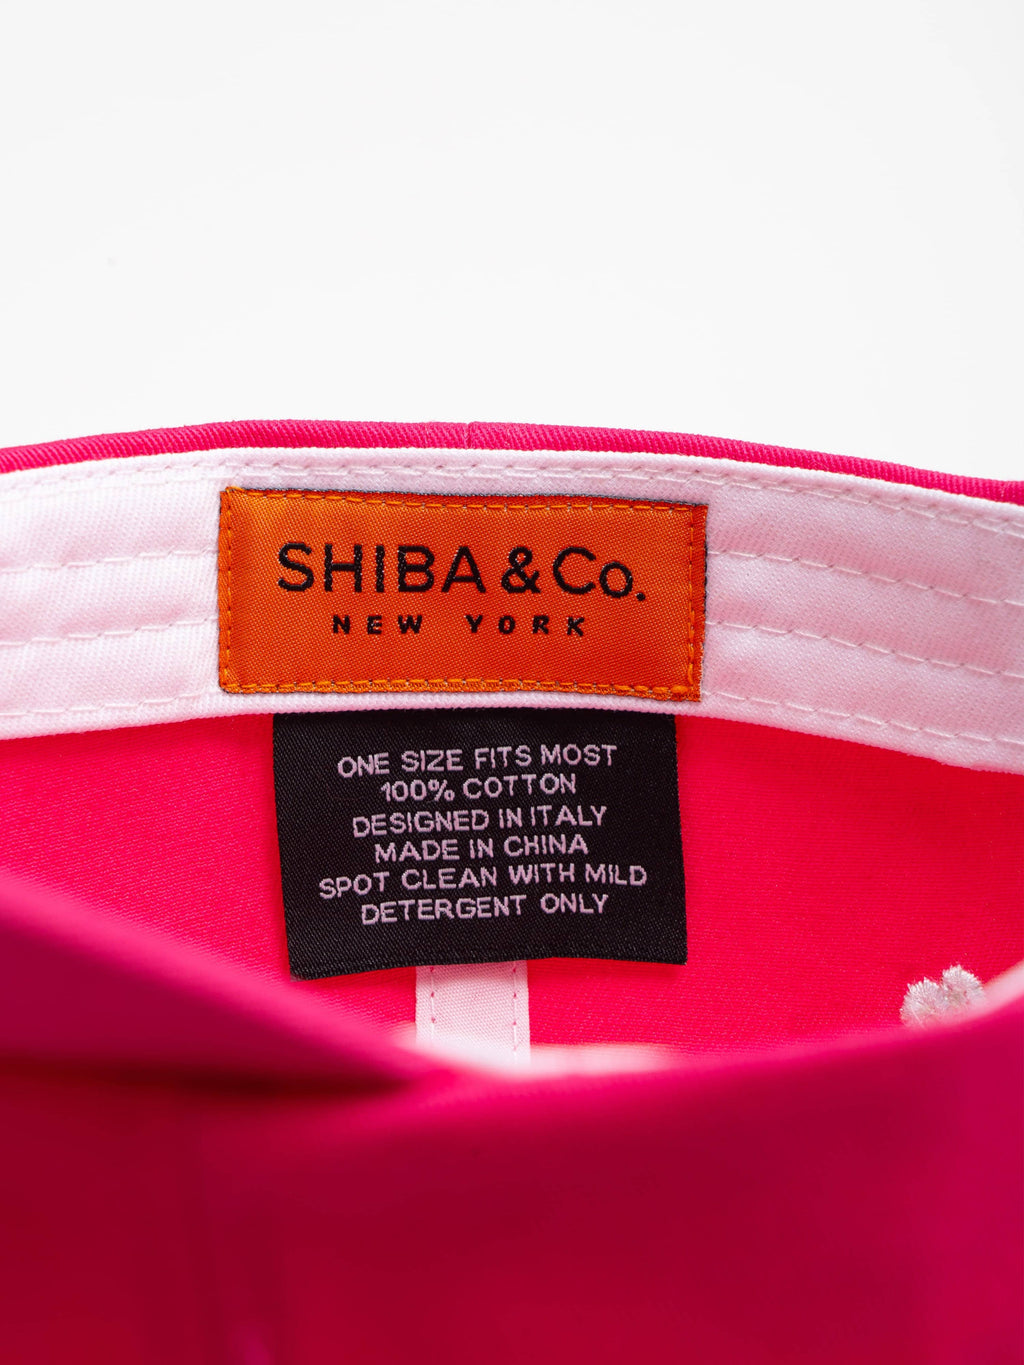 SHIBA & Co.
NEW YORK
ONE SIZE FITS MOST
100% COTTON
DESIGNED IN ITALY
MADE IN CHINA
SPOT CLEAN WITH MILD
DETERGENT ONLY